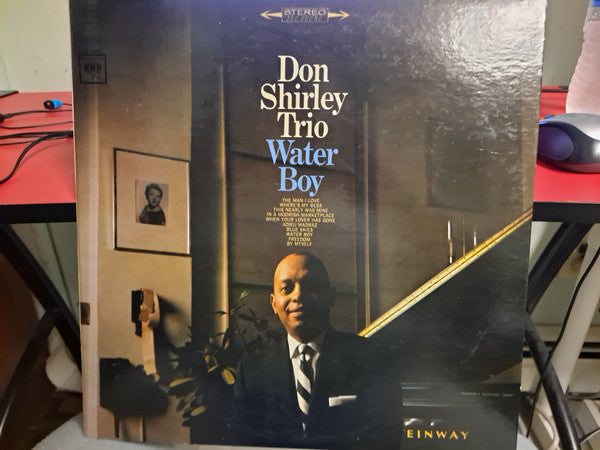 STEREO
Don
Shirley
Trio
Water
Boy
THE MAN I LOVE
WHERE'S MY BESS
THIS NEARLY WAS MINE
IN A MOORISH MARKETPLACE
WHEN YOUR LOVER HAS GONE
ADIEU MADRAZ
BLUE SKIES
WATER BOY
FREEDOM
BY MYSELF
EINWAY